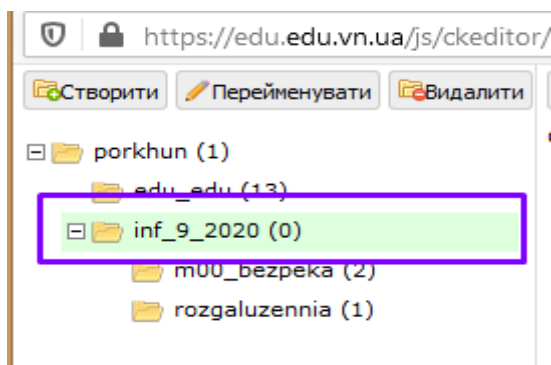 https://edu.edu.vn.ua/js/ckeditor/
Створити Перейменувати Видалити
porkhun (1)
edu_edu (13)
inf_9_2020 (0)
m00_bezpeka (2)
rozgaluzennia (1)